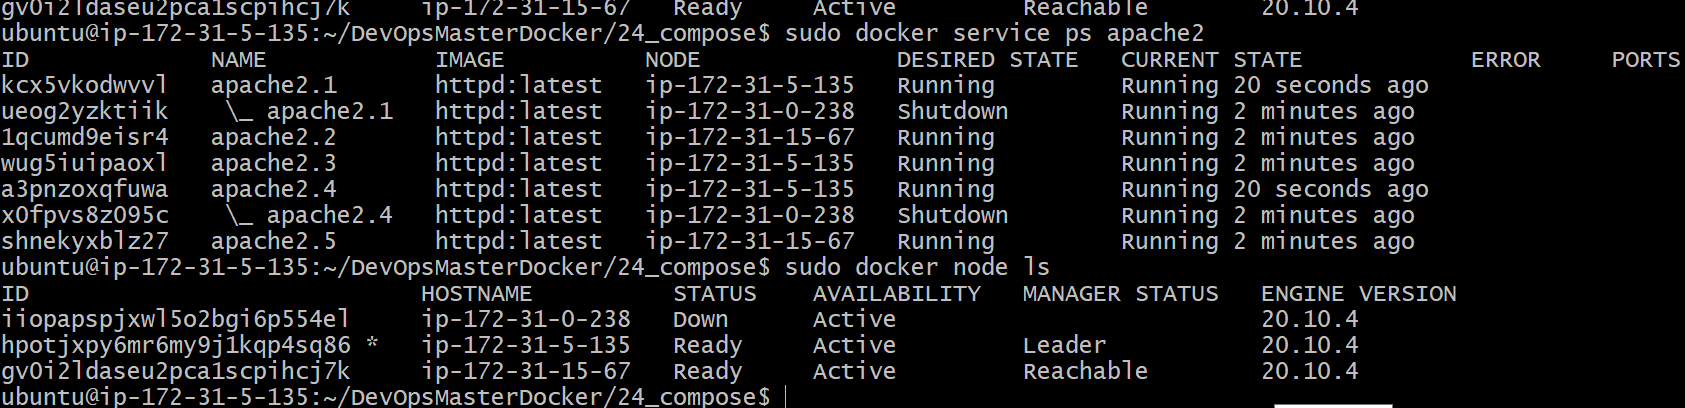 gv0i2ldaseu2pca1scpihcj7k     ip-172-31-15-67   Ready     Active         Reachable        20.10.4
ubuntu@ip-172-31-5-135:~/DevOpsMasterDocker/24_compose$ sudo docker service ps apache2
ID             NAME            IMAGE          NODE              DESIRED STATE   CURRENT STATE            ERROR     PORTS
kcx5vkodwvvl   apache2.1       httpd:latest   ip-172-31-5-135   Running         Running 20 seconds ago
ueog2yzktiik    \_ apache2.1   httpd:latest   ip-172-31-0-238   Shutdown        Running 2 minutes ago
1qcumd9eisr4   apache2.2       httpd:latest   ip-172-31-15-67   Running         Running 2 minutes ago
wug5iuipaoxl   apache2.3       httpd:latest   ip-172-31-5-135   Running         Running 2 minutes ago
a3pnzoxqfuwa   apache2.4       httpd:latest   ip-172-31-5-135   Running         Running 20 seconds ago
x0fpvs8z095c    \_ apache2.4   httpd:latest   ip-172-31-0-238   Shutdown        Running 2 minutes ago
shnekyxblz27   apache2.5       httpd:latest   ip-172-31-15-67   Running         Running 2 minutes ago
ubuntu@ip-172-31-5-135:~/DevOpsMasterDocker/24_compose$ sudo docker node ls
ID                            HOSTNAME          STATUS    AVAILABILITY   MANAGER STATUS   ENGINE VERSION
iiopapspjxwl5o2bgi6p554el     ip-172-31-0-238   Down      Active                          20.10.4
hpotjxpy6mr6my9j1kqp4sq86 *   ip-172-31-5-135   Ready     Active         Leader           20.10.4
gv0i2ldaseu2pca1scpihcj7k     ip-172-31-15-67   Ready     Active         Reachable        20.10.4
ubuntu@ip-172-31-5-135:~/DevOpsMasterDocker/24_compose$